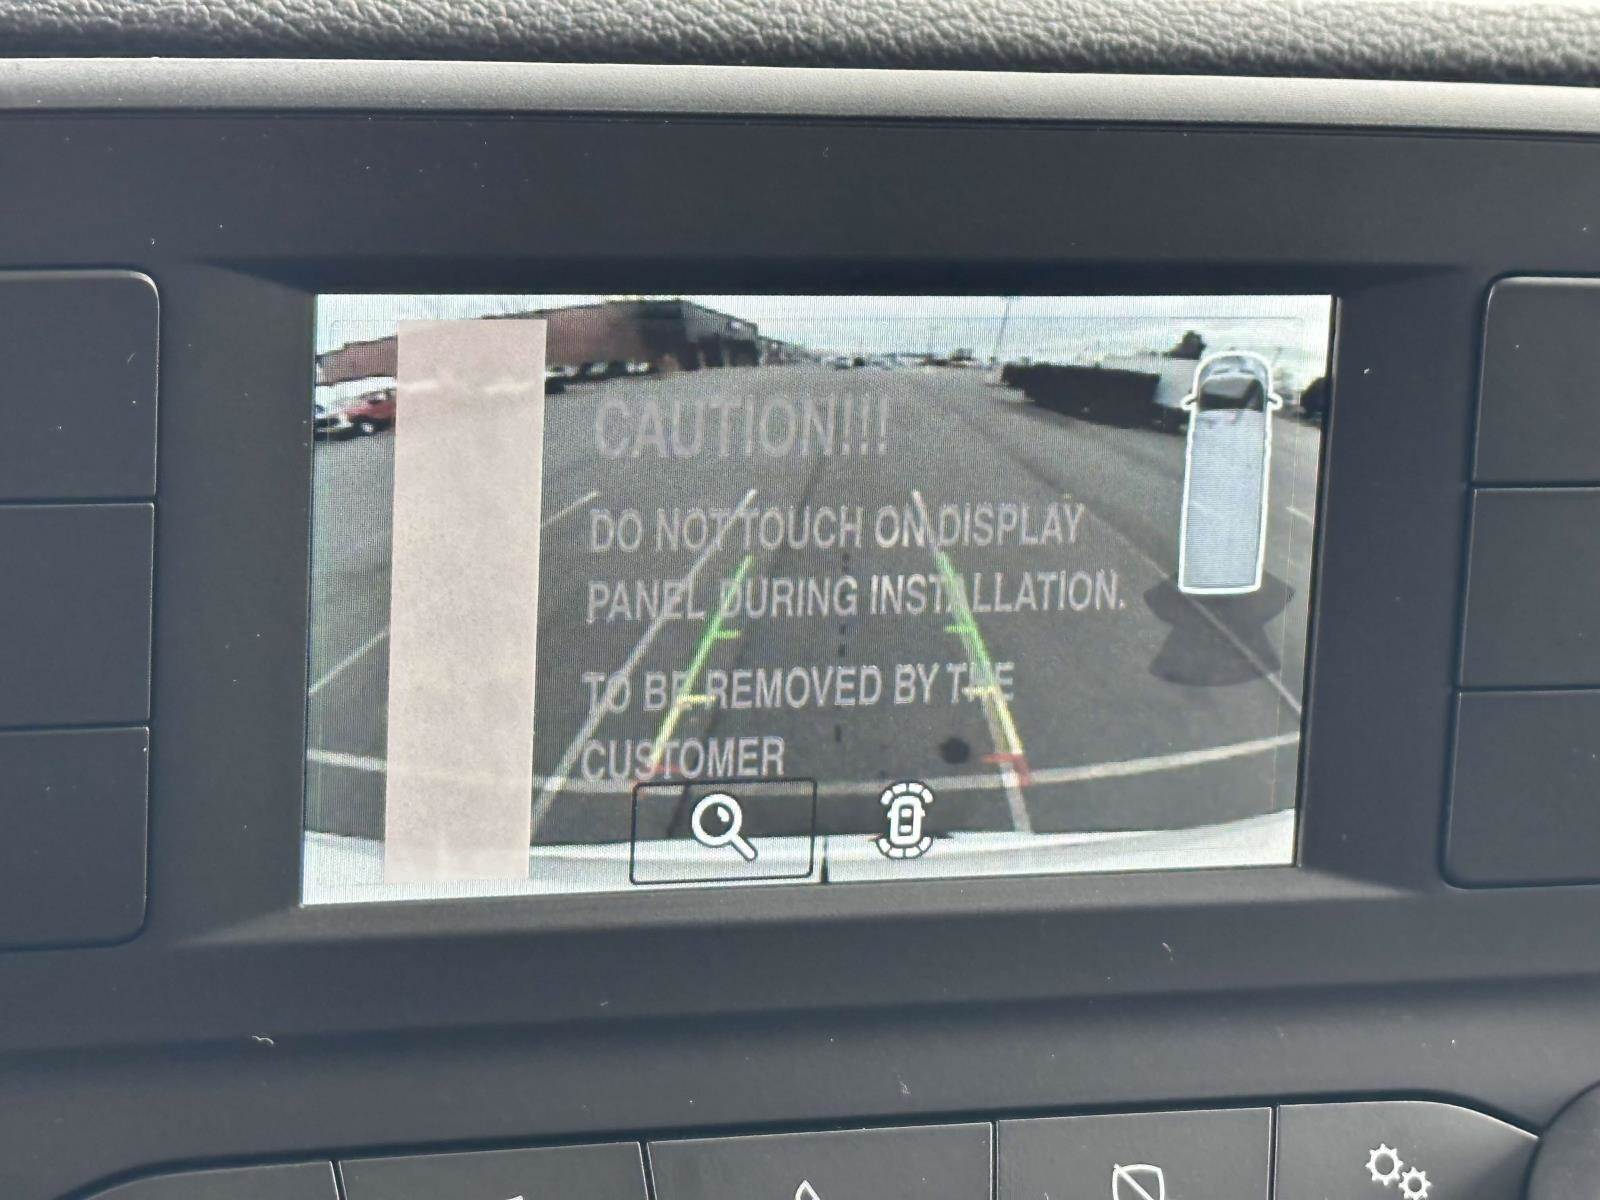 CAUTION!!!
DO NOT TOUCH ON DISPLAY
PANEL DURING INSTALLATION.
TO BE REMOVED BY THE
CUSTOMER